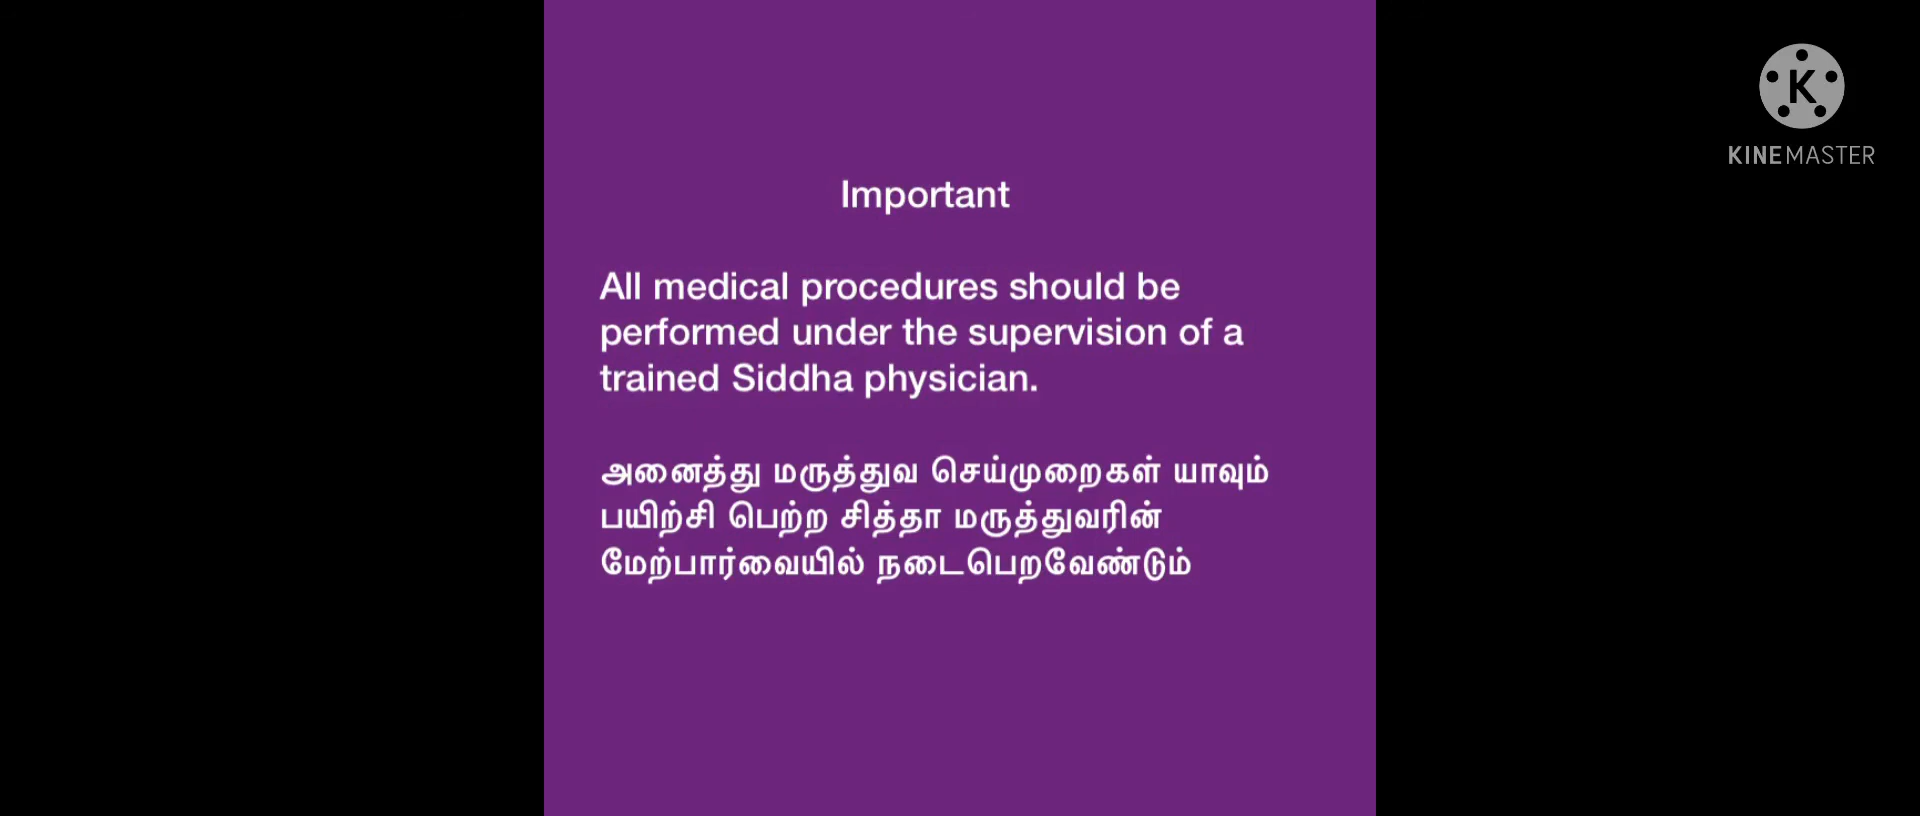 KINEMASTER
Important
All medical procedures should be
performed under the supervision of a
trained Siddha physician.
அனைத்து மருத்துவ செய்முறைகள் யாவும்
பயிற்சி பெற்ற சித்தா மருத்துவரின்
மேற்பார்வையில் நடைபெறவேண்டும்